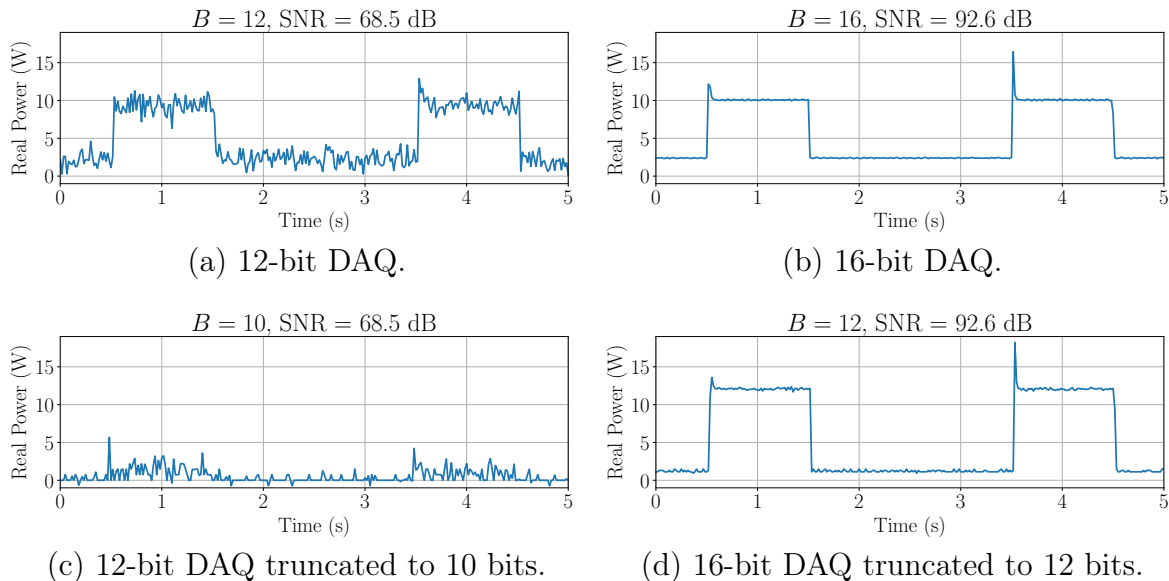 B = 12, SNR = 68.5 dB
Real Power (W)
15
10
5
0
0 1 2 3 4 5
Time (s)
(a) 12-bit DAQ.
B = 16, SNR = 92.6 dB
Real Power (W)
15
10
5
0
0 1 2 3 4 5
Time (s)
(b) 16-bit DAQ.
B = 10, SNR = 68.5 dB
Real Power (W)
15
10
5
0
0 1 2 3 4 5
Time (s)
(c) 12-bit DAQ truncated to 10 bits.
B = 12, SNR = 92.6 dB
Real Power (W)
15
10
5
0
0 1 2 3 4 5
Time (s)
(d) 16-bit DAQ truncated to 12 bits.